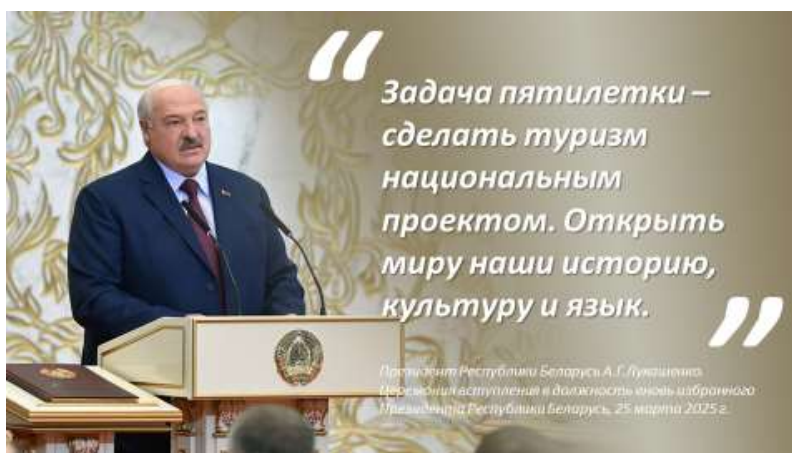 “
Задача пятилетки –
сделать туризм
национальным
проектом. Открыть
миру наши историю,
культуру и язык.
”
Президент Республики Беларусь А.Г.Лукашенко.
Церемония вступления в должность вновь избранного
Президента Республики Беларусь, 25 марта 2025 г.